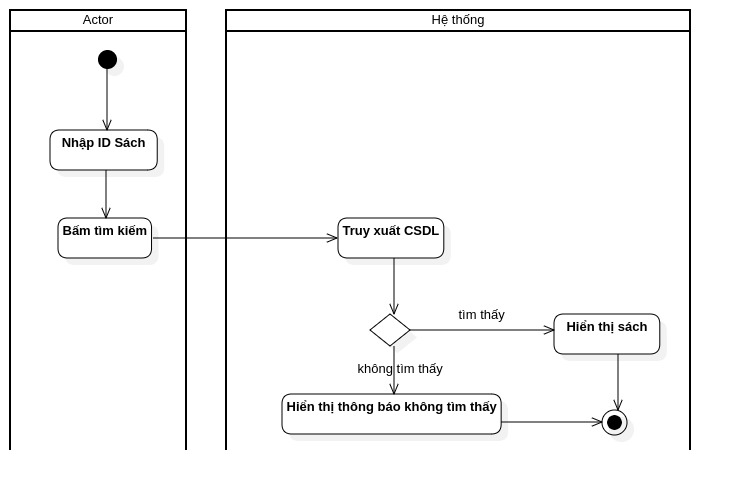 Actor
Hệ thống
Nhập ID Sách
Bấm tìm kiếm
Truy xuất CSDL
tìm thấy
Hiển thị sách
không tìm thấy
Hiển thị thông báo không tìm thấy